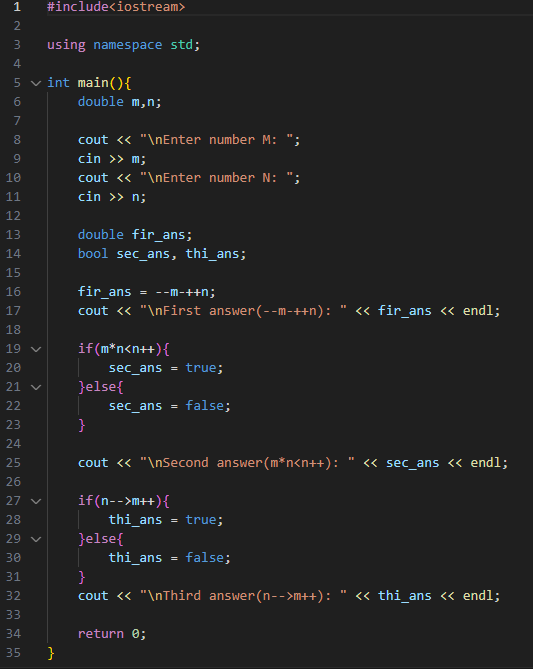 1 #include<iostream>
2
3 using namespace std;
4
5 int main(){
6 double m,n;
7
8 cout << "\nEnter number M: ";
9 cin >> m;
10 cout << "\nEnter number N: ";
11 cin >> n;
12
13 double fir_ans;
14 bool sec_ans, thi_ans;
15
16 fir_ans = --m-++n;
17 cout << "\nFirst answer(--m-++n): " << fir_ans << endl;
18
19 if(m*n<n++){
20 sec_ans = true;
21 }else{
22 sec_ans = false;
23 }
24
25 cout << "\nSecond answer(m*n<n++): " << sec_ans << endl;
26
27 if(n-->m++){
28 thi_ans = true;
29 }else{
30 thi_ans = false;
31 }
32 cout << "\nThird answer(n-->m++): " << thi_ans << endl;
33
34 return 0;
35 }